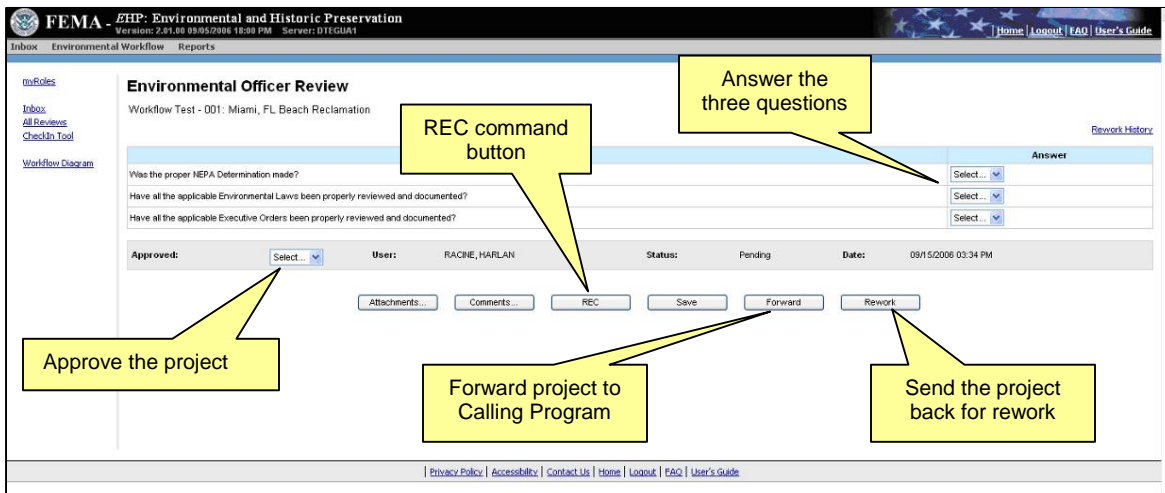 FEMA - EHP: Environmental and Historic Preservation
Version: 2.01.00 09/05/2006 18:00 PM Server: DTEGUA1
| Home | Logout | FAQ | User's Guide
Inbox Environmental Workflow Reports
myRoles
Inbox
All Reviews
CheckIn Tool
Workflow Diagram
Environmental Officer Review
Workflow Test - 001: Miami, FL Beach Reclamation
REC command
button
Answer the
three questions
Rework History
Answer
Was the proper NEPA Determination made? Select...
Have all the applicable Environmental Laws been properly reviewed and documented? Select...
Have all the applicable Executive Orders been properly reviewed and documented? Select...
Approved: Select... User: RACINE, HARLAN Status: Pending Date: 09/15/2006 03:34 PM
Attachments... Comments... REC Save Forward Rework
Approve the project
Forward project to
Calling Program
Send the project
back for rework
| Privacy Policy | Accessibility | Contact Us | Home | Logout | FAQ | User's Guide